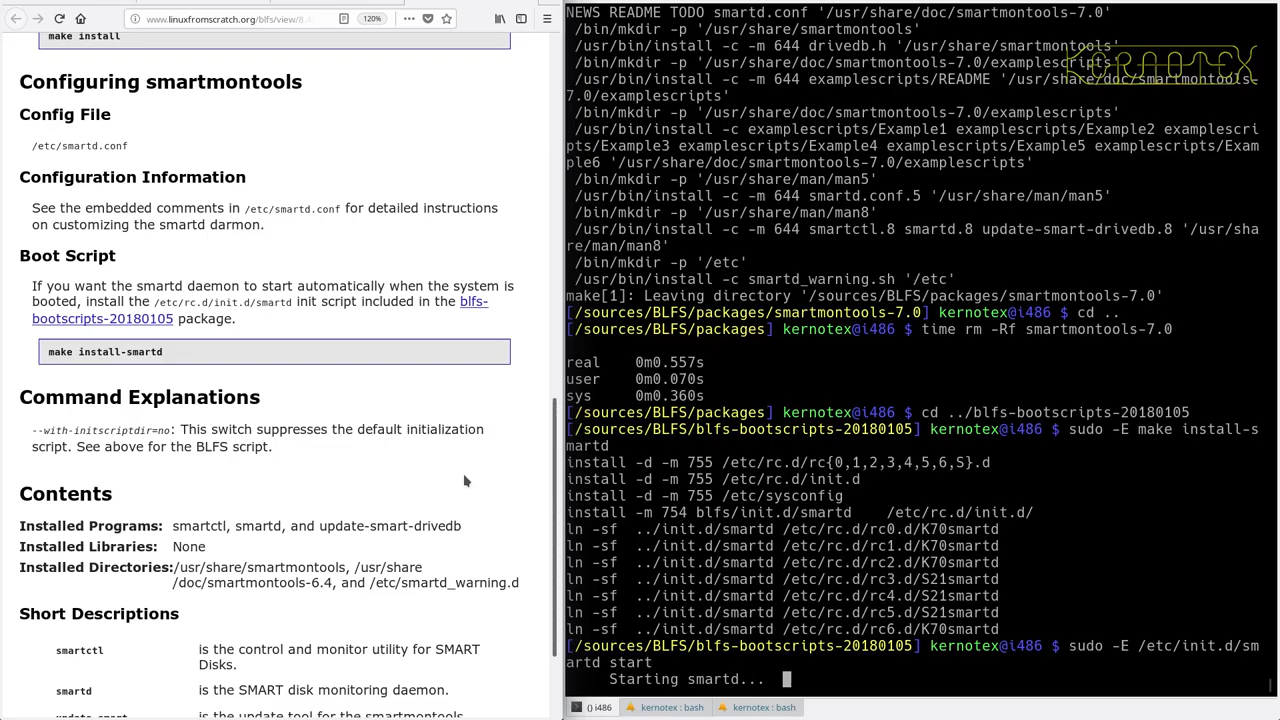 www.linuxfromscratch.org/blfs/view/8.4
120%
make install
Configuring smartmontools
Config File
/etc/smartd.conf
Configuration Information
See the embedded comments in /etc/smartd.conf for detailed instructions
on customizing the smartd darmon.
Boot Script
If you want the smartd daemon to start automatically when the system is
booted, install the /etc/rc.d/init.d/smartd init script included in the blfs-
bootscripts-20180105 package.
make install-smartd
Command Explanations
--with-initscriptdir=no: This switch suppresses the default initialization
script. See above for the BLFS script.
Contents
Installed Programs: smartctl, smartd, and update-smart-drivedb
Installed Libraries: None
Installed Directories:/usr/share/smartmontools, /usr/share
/doc/smartmontools-6.4, and /etc/smartd_warning.d
Short Descriptions
smartctl is the control and monitor utility for SMART
Disks.
smartd is the SMART disk monitoring daemon.
update-smart is the update tool for the smartmontools
NEWS README TODO smartd.conf '/usr/share/doc/smartmontools-7.0'
/bin/mkdir -p '/usr/share/smartmontools'
/usr/bin/install -c -m 644 drivedb.h '/usr/share/smartmontools'
/bin/mkdir -p '/usr/share/doc/smartmontools-7.0/examplescripts'
/usr/bin/install -c -m 644 examplescripts/README '/usr/share/doc/smartmontools-
7.0/examplescripts'
/bin/mkdir -p '/usr/share/doc/smartmontools-7.0/examplescripts'
/usr/bin/install -c examplescripts/Example1 examplescripts/Example2 examplescri
pts/Example3 examplescripts/Example4 examplescripts/Example5 examplescripts/Exam
ple6 '/usr/share/doc/smartmontools-7.0/examplescripts'
/bin/mkdir -p '/usr/share/man/man5'
/usr/bin/install -c -m 644 smartd.conf.5 '/usr/share/man/man5'
/bin/mkdir -p '/usr/share/man/man8'
/usr/bin/install -c -m 644 smartctl.8 smartd.8 update-smart-drivedb.8 '/usr/sha
re/man/man8'
/bin/mkdir -p '/etc'
/usr/bin/install -c smartd_warning.sh '/etc'
make[1]: Leaving directory '/sources/BLFS/packages/smartmontools-7.0'
[/sources/BLFS/packages/smartmontools-7.0] kernotex@i486 $ cd ..
[/sources/BLFS/packages] kernotex@i486 $ time rm -Rf smartmontools-7.0
real 0m0.557s
user 0m0.070s
sys 0m0.360s
[/sources/BLFS/packages] kernotex@i486 $ cd ../blfs-bootscripts-20180105
[/sources/BLFS/blfs-bootscripts-20180105] kernotex@i486 $ sudo -E make install-s
martd
install -d -m 755 /etc/rc.d/rc{0,1,2,3,4,5,6,S}.d
install -d -m 755 /etc/rc.d/init.d
install -d -m 755 /etc/sysconfig
install -m 754 blfs/init.d/smartd /etc/rc.d/init.d/
ln -sf ../init.d/smartd /etc/rc.d/rc0.d/K70smartd
ln -sf ../init.d/smartd /etc/rc.d/rc1.d/K70smartd
ln -sf ../init.d/smartd /etc/rc.d/rc2.d/K70smartd
ln -sf ../init.d/smartd /etc/rc.d/rc3.d/S21smartd
ln -sf ../init.d/smartd /etc/rc.d/rc4.d/S21smartd
ln -sf ../init.d/smartd /etc/rc.d/rc5.d/S21smartd
ln -sf ../init.d/smartd /etc/rc.d/rc6.d/K70smartd
[/sources/BLFS/blfs-bootscripts-20180105] kernotex@i486 $ sudo -E /etc/init.d/sm
artd start
Starting smartd...
() i486
kernotex : bash
kernotex : bash
KERNOTEX